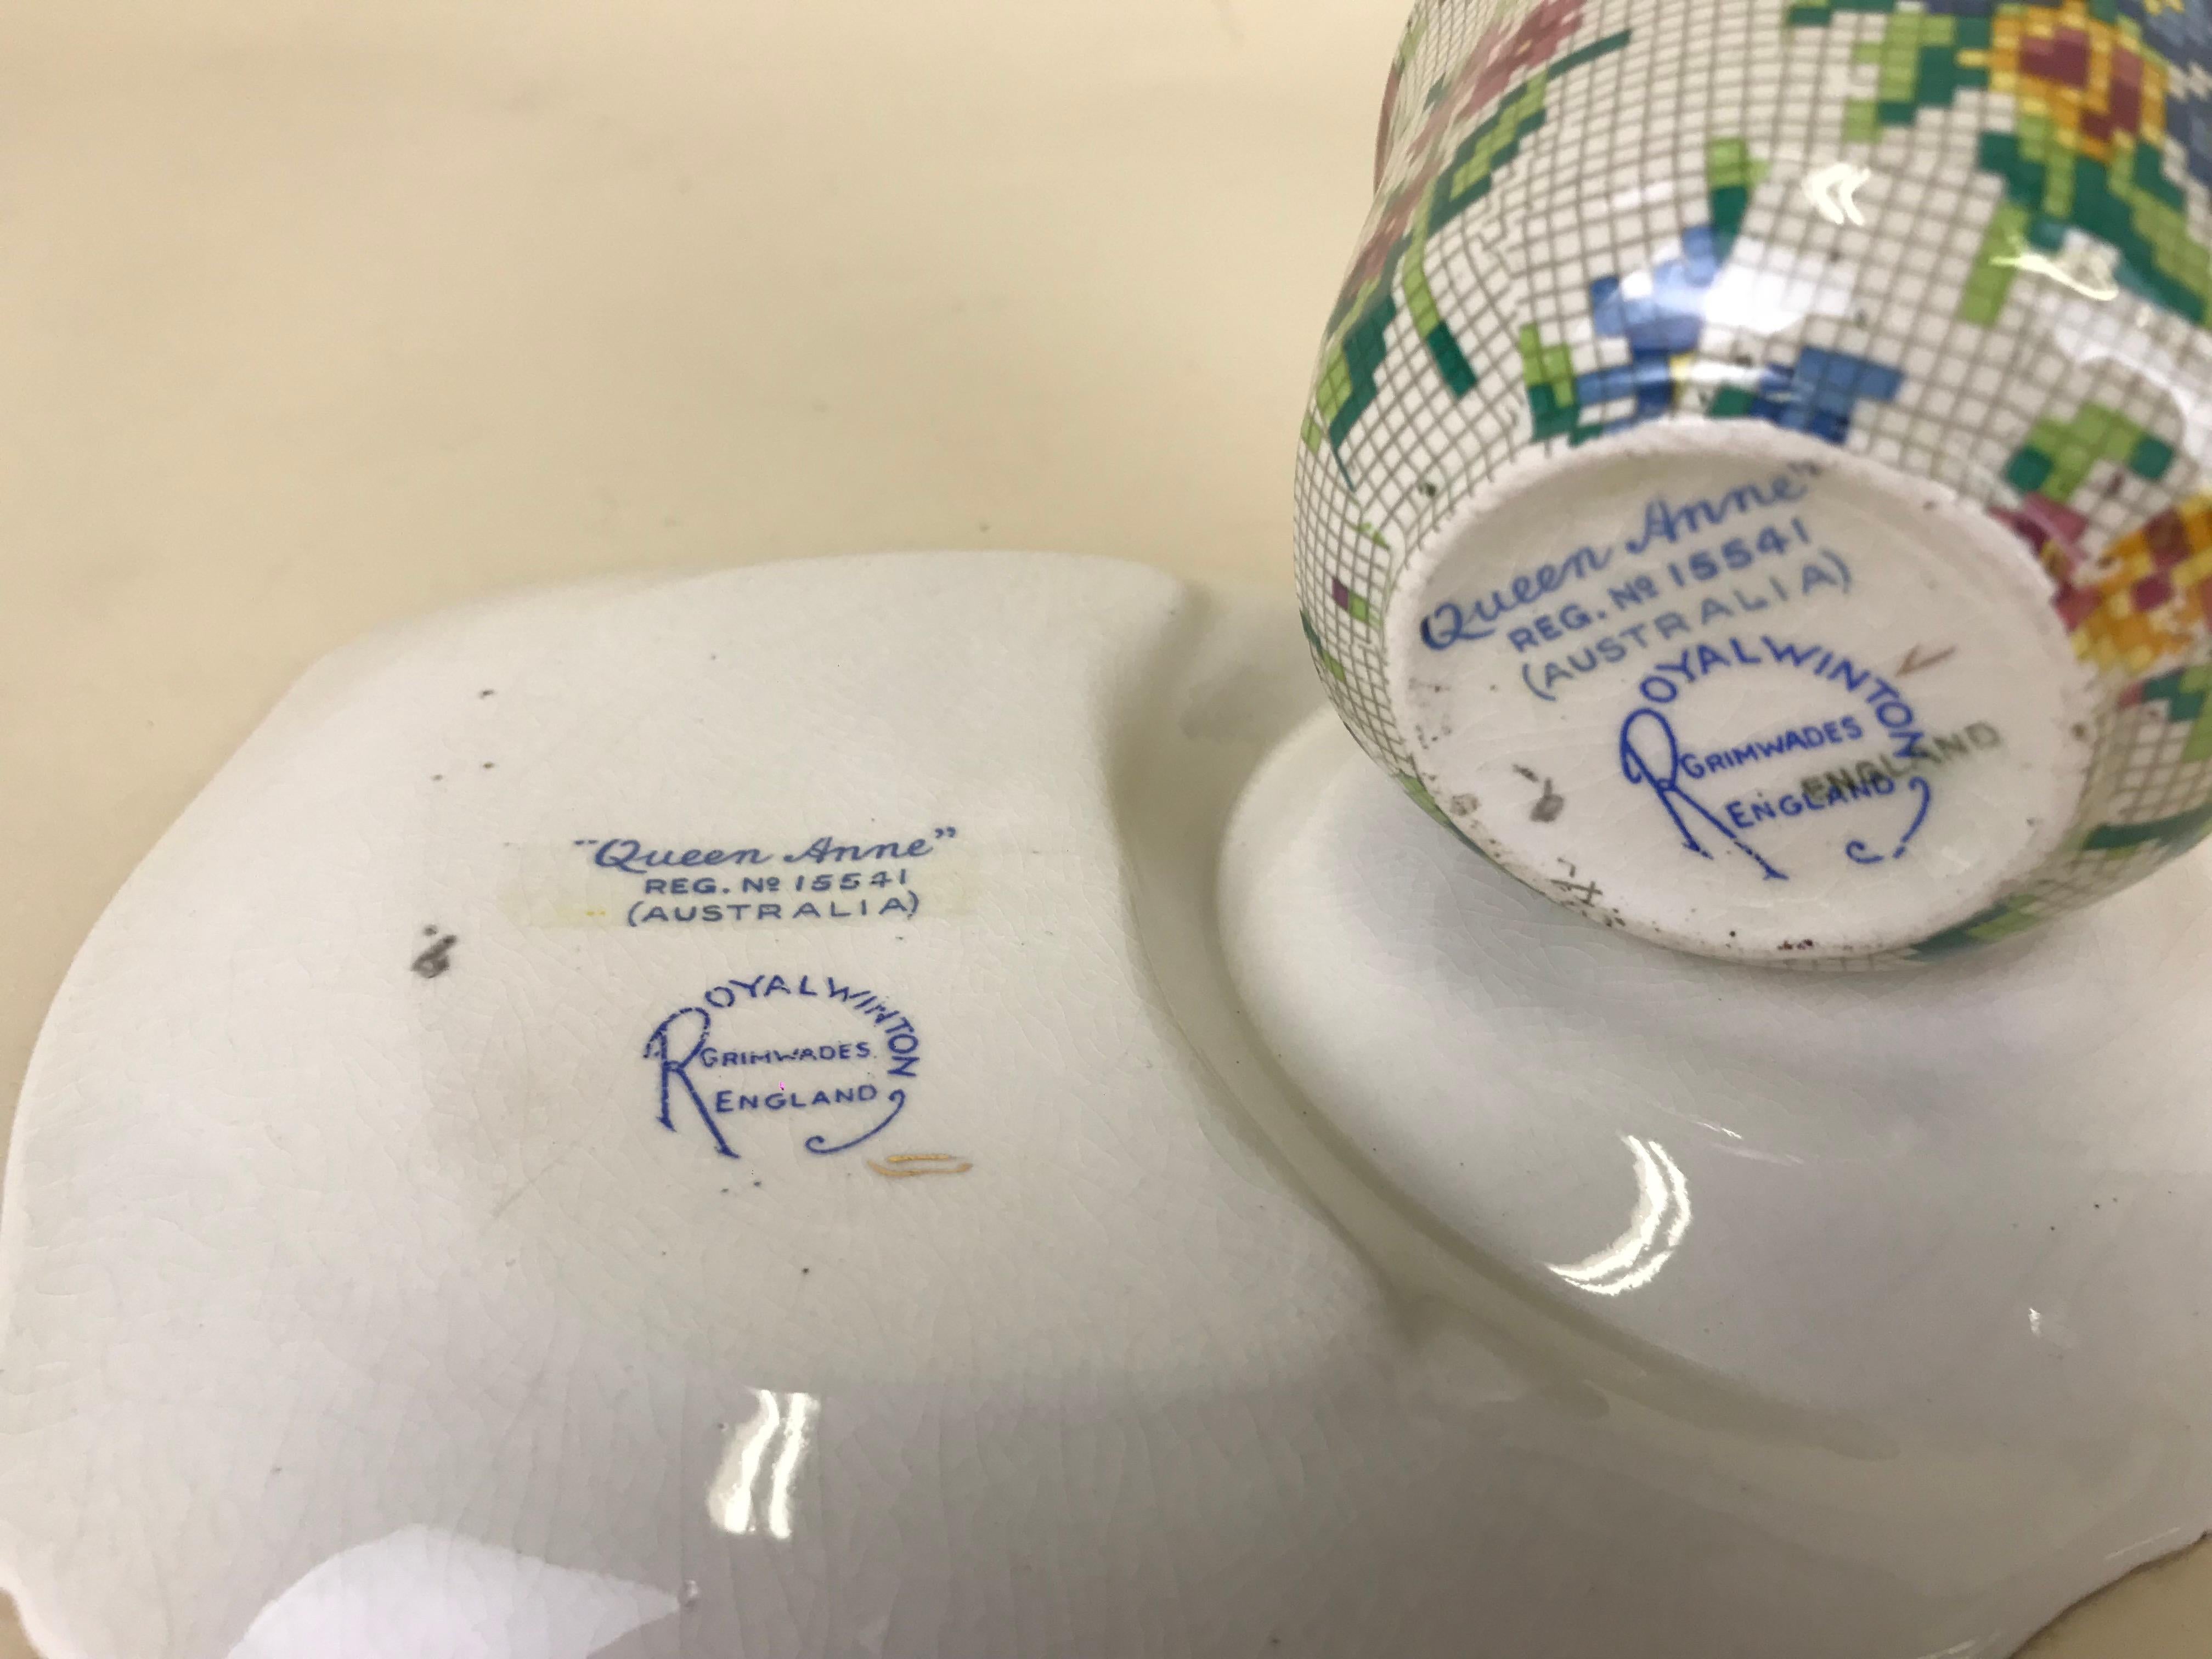 "Queen Anne"
REG. Nº 15541
(AUSTRALIA)
ROYAL WINTON
GRIMWADES
ENGLAND
"Queen Anne"
REG. Nº 15541
(AUSTRALIA)
ROYAL WINTON
GRIMWADES
ENGLAND
ENGLAND